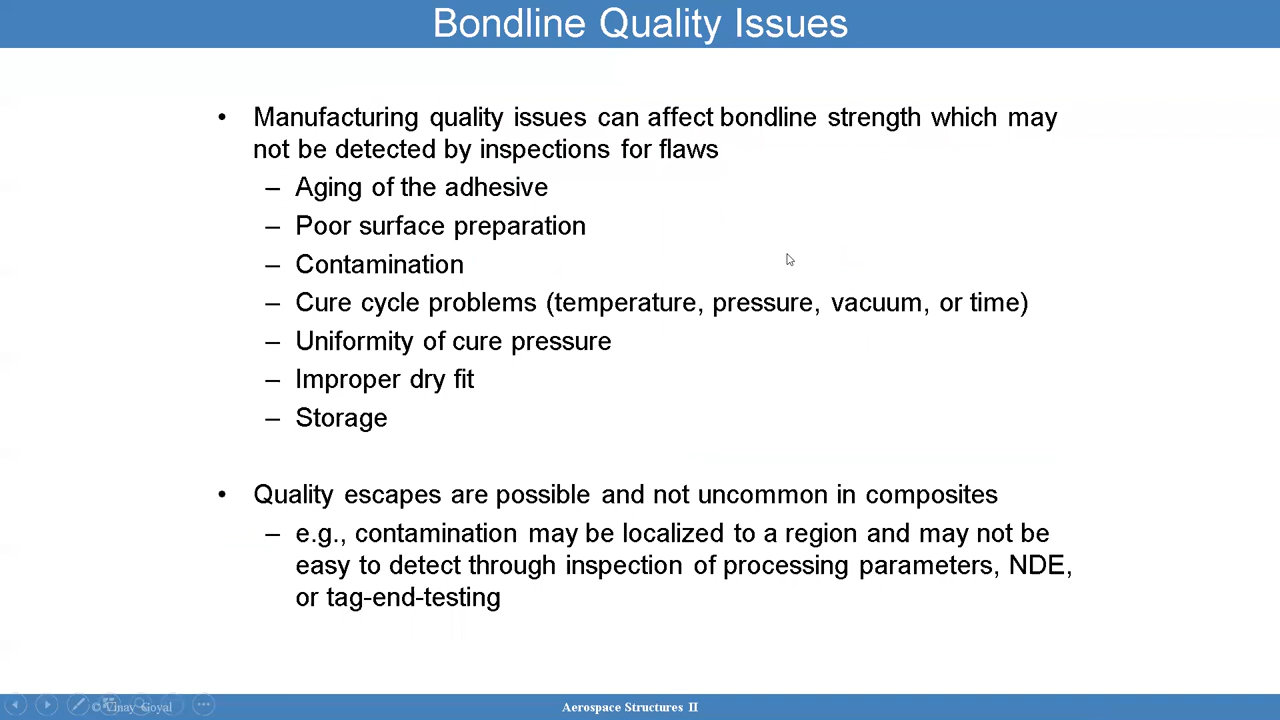 Bondline Quality Issues
• Manufacturing quality issues can affect bondline strength which may
not be detected by inspections for flaws
– Aging of the adhesive
– Poor surface preparation
– Contamination
– Cure cycle problems (temperature, pressure, vacuum, or time)
– Uniformity of cure pressure
– Improper dry fit
– Storage
• Quality escapes are possible and not uncommon in composites
– e.g., contamination may be localized to a region and may not be
easy to detect through inspection of processing parameters, NDE,
or tag-end-testing
© Vinay Goyal
Aerospace Structures II